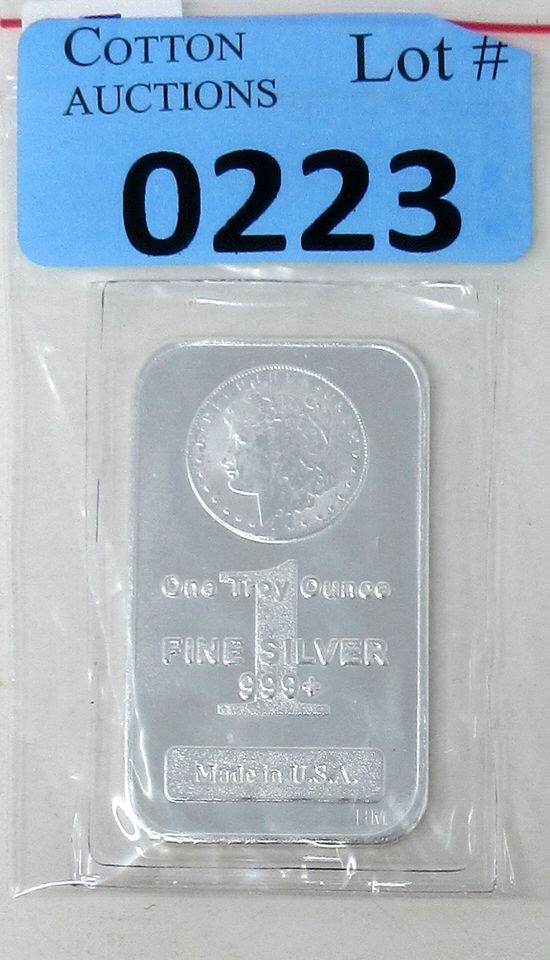 COTTON Lot #
AUCTIONS
0223
One Troy Ounce
1
FINE SILVER
999+
Made in U.S.A.
HM